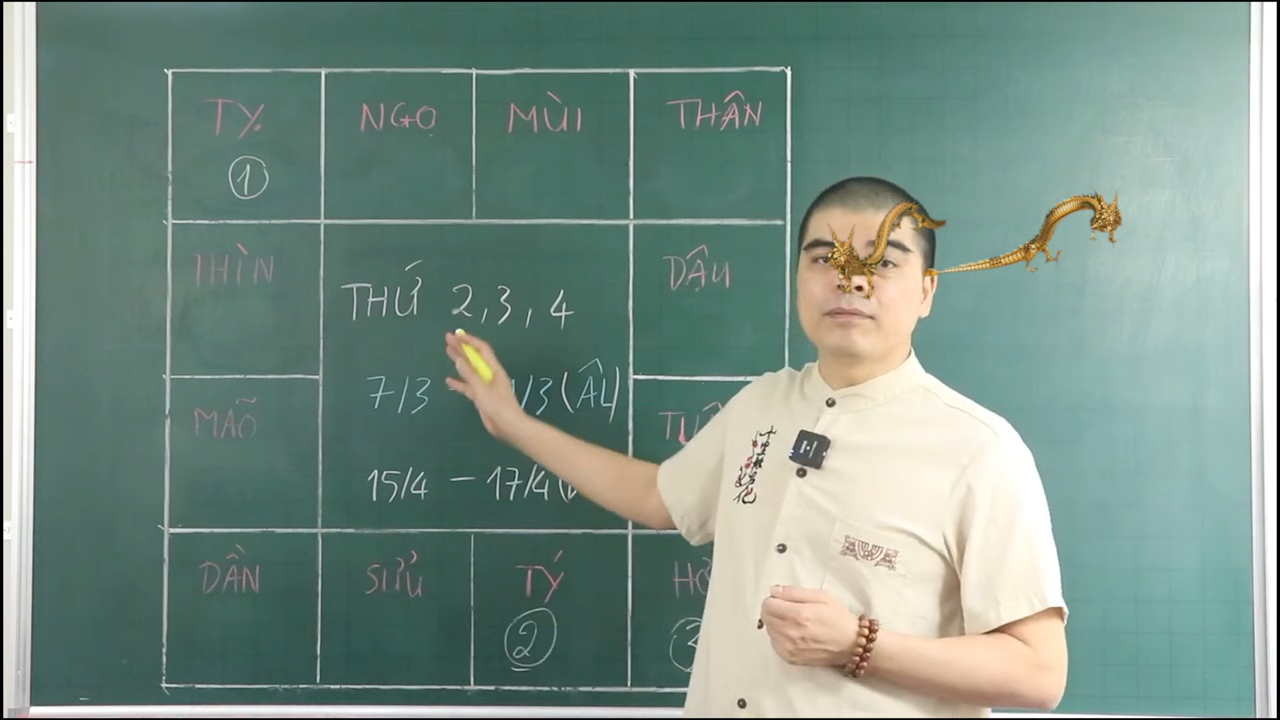 TỴ NGỌ MÙI THÂN
①
THÌN DẬU
THỨ 2, 3, 4
7/3 - /3 (ÂL)
MÃO
15/4 - 17/4 (
DẦN SỬU TÝ
②